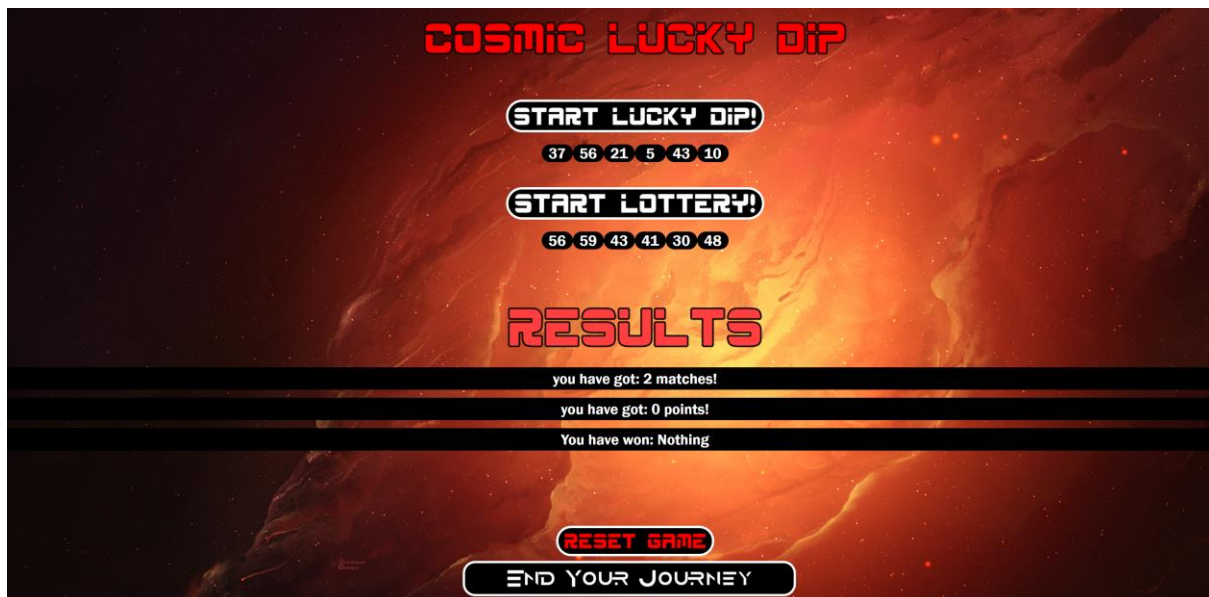 COSMIC LUCKY DIP
START LUCKY DIP!
37 56 21 5 43 10
START LOTTERY!
56 59 43 41 30 48
RESULTS
you have got: 2 matches!
you have got: 0 points!
You have won: Nothing
RESET GAME
END YOUR JOURNEY